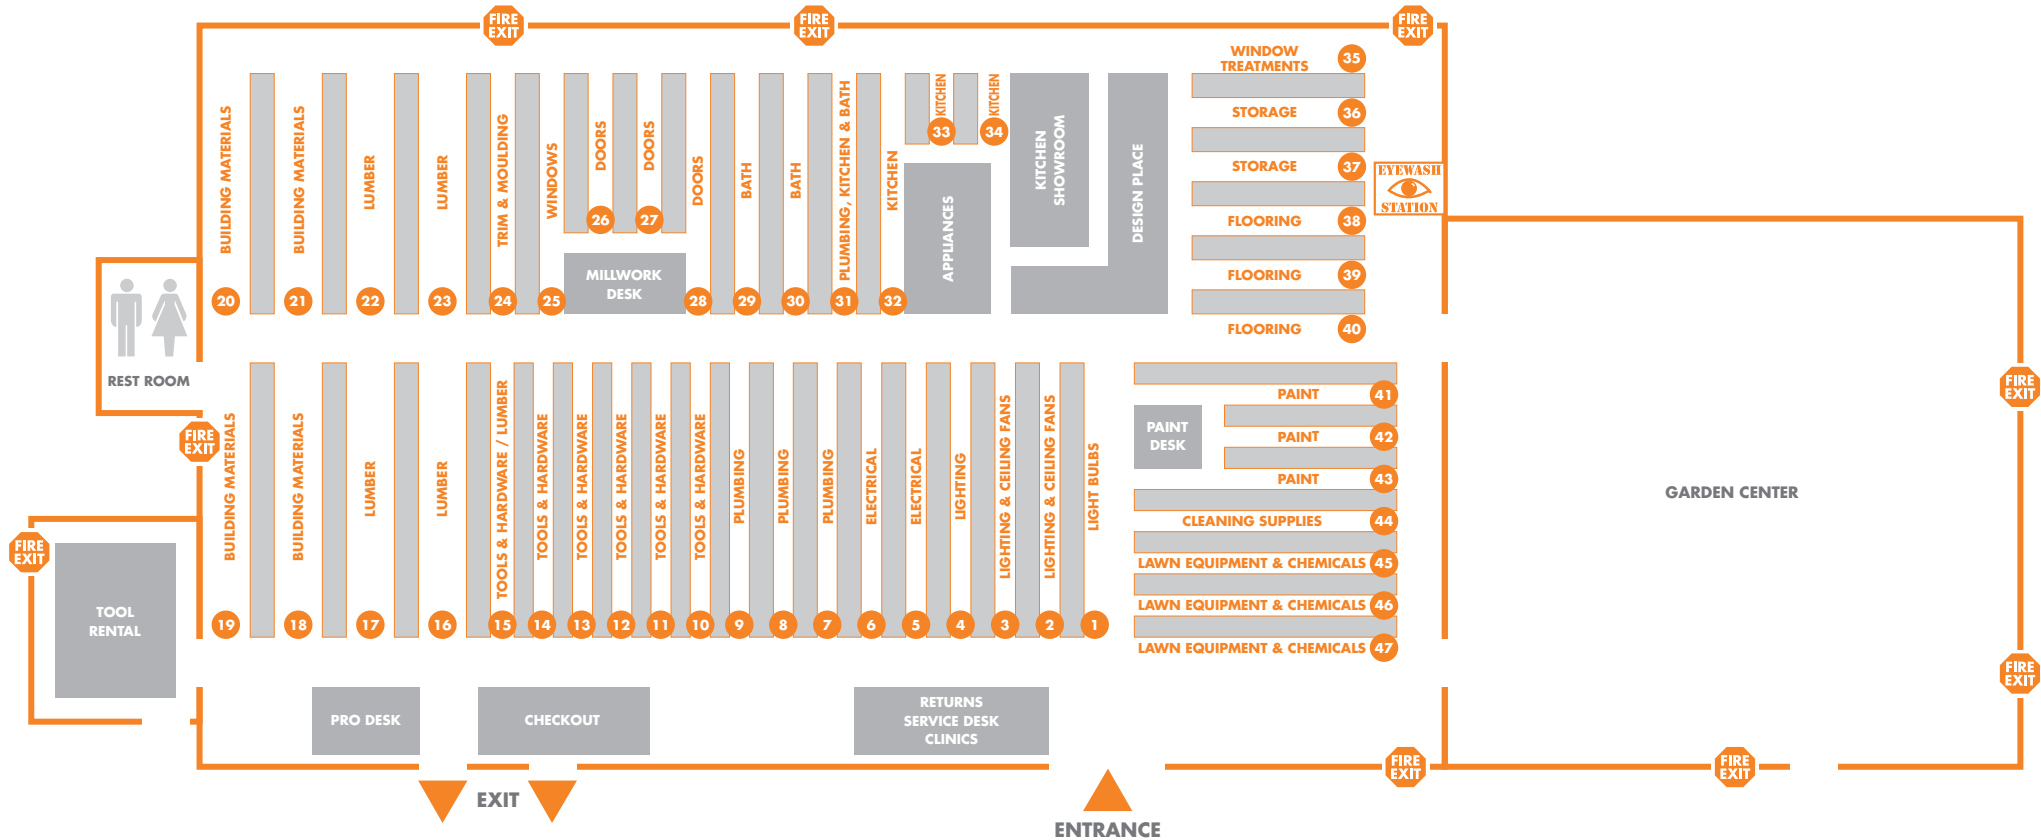 FIRE
EXIT
FIRE
EXIT
FIRE
EXIT
BUILDING MATERIALS
20
BUILDING MATERIALS
21
LUMBER
22
LUMBER
23
TRIM & MOULDING
24
WINDOWS
25
DOORS
26
DOORS
27
MILLWORK
DESK
DOORS
28
BATH
29
BATH
30
PLUMBING, KITCHEN & BATH
31
KITCHEN
32
KITCHEN
33
KITCHEN
34
APPLIANCES
KITCHEN
SHOWROOM
DESIGN PLACE
WINDOW
TREATMENTS
35
STORAGE
36
STORAGE
37
FLOORING
38
FLOORING
39
FLOORING
40
EYEWASH
STATION
REST ROOM
FIRE
EXIT
FIRE
EXIT
TOOL
RENTAL
BUILDING MATERIALS
19
BUILDING MATERIALS
18
LUMBER
17
LUMBER
16
TOOLS & HARDWARE / LUMBER
15
TOOLS & HARDWARE
14
TOOLS & HARDWARE
13
TOOLS & HARDWARE
12
TOOLS & HARDWARE
11
TOOLS & HARDWARE
10
PLUMBING
9
PLUMBING
8
PLUMBING
7
ELECTRICAL
6
ELECTRICAL
5
LIGHTING
4
LIGHTING & CEILING FANS
3
LIGHTING & CEILING FANS
2
LIGHT BULBS
1
PAINT
DESK
PAINT 41
PAINT 42
PAINT 43
CLEANING SUPPLIES 44
LAWN EQUIPMENT & CHEMICALS 45
LAWN EQUIPMENT & CHEMICALS 46
LAWN EQUIPMENT & CHEMICALS 47
GARDEN CENTER
FIRE
EXIT
FIRE
EXIT
PRO DESK
CHECKOUT
RETURNS
SERVICE DESK
CLINICS
FIRE
EXIT
FIRE
EXIT
EXIT
ENTRANCE